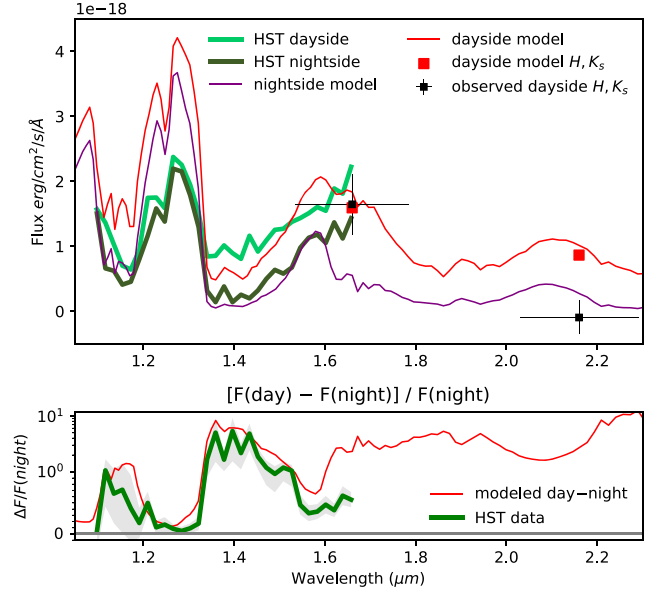 1e−18
4
3
2
1
0
Flux erg/cm²/s/Å
HST dayside
HST nightside
nightside model
dayside model
dayside model H, Kₛ
observed dayside H, Kₛ
1.2 1.4 1.6 1.8 2.0 2.2
[F(day) − F(night)] / F(night)
10¹
10⁰
0
ΔF/F(night)
modeled day−night
HST data
1.2 1.4 1.6 1.8 2.0 2.2
Wavelength (μm)